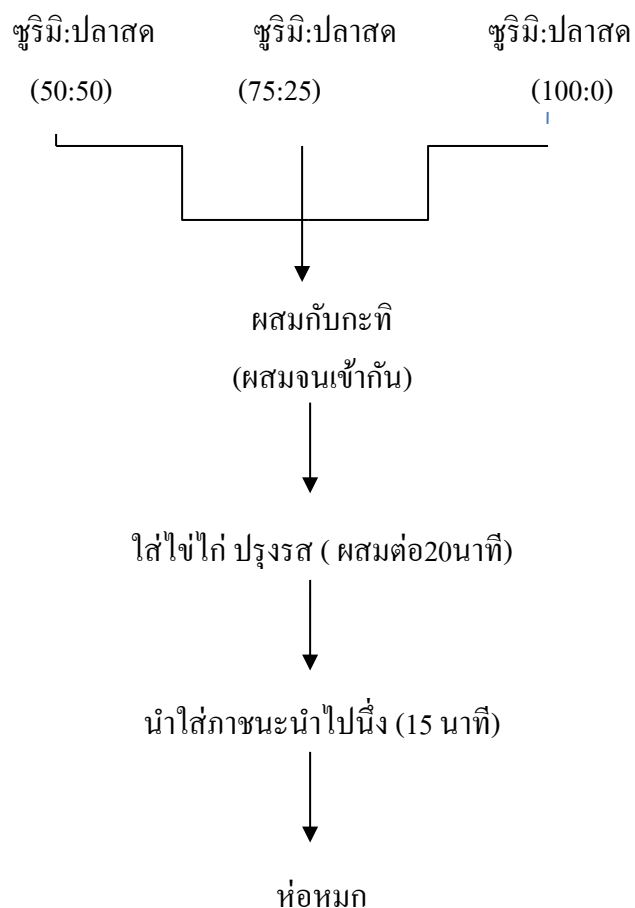 ซูริมิ:ปลาสด ซูริมิ:ปลาสด ซูริมิ:ปลาสด
(50:50) (75:25) (100:0)
ผสมกับกะทิ
(ผสมจนเข้ากัน)
ใส่ไข่ไก่ ปรุงรส ( ผสมต่อ20นาที)
นำใส่ภาชนะนำไปนึ่ง (15 นาที)
ห่อหมก